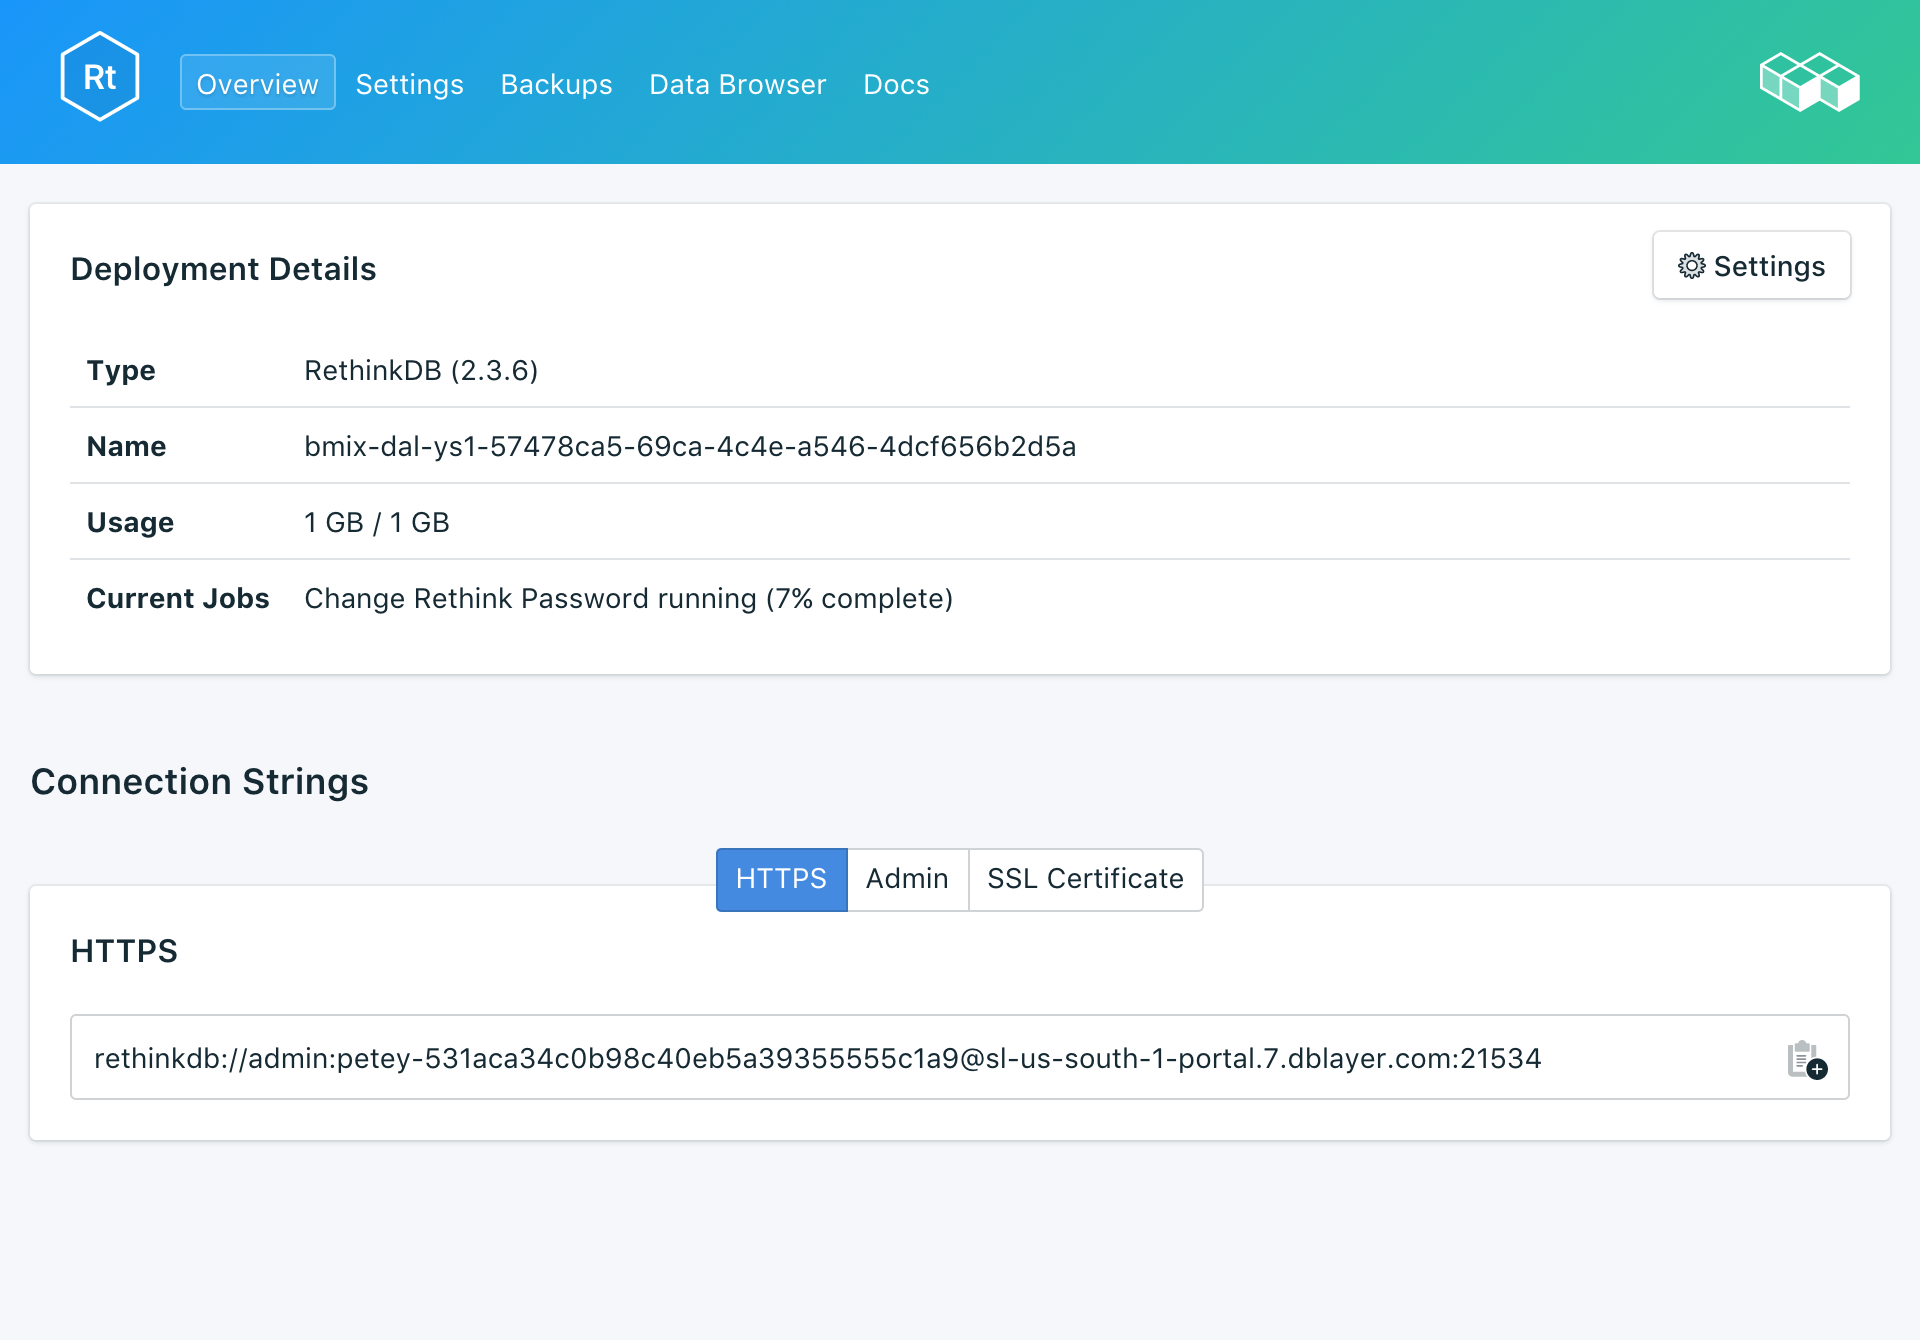 Rt
Overview Settings Backups Data Browser Docs
Deployment Details
Settings
Type RethinkDB (2.3.6)
Name bmix-dal-ys1-57478ca5-69ca-4c4e-a546-4dcf656b2d5a
Usage 1 GB / 1 GB
Current Jobs Change Rethink Password running (7% complete)
Connection Strings
HTTPS Admin SSL Certificate
HTTPS
rethinkdb://admin:petey-531aca34c0b98c40eb5a39355555c1a9@sl-us-south-1-portal.7.dblayer.com:21534